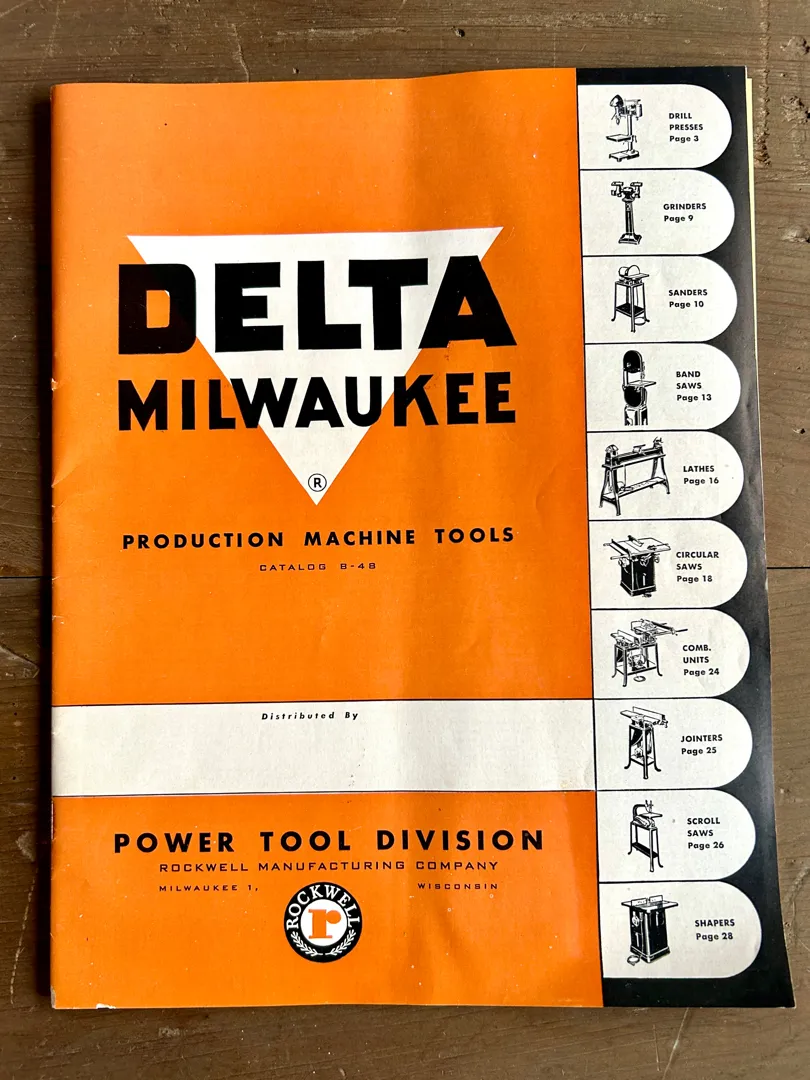 DELTA
MILWAUKEE
®
PRODUCTION MACHINE TOOLS
CATALOG B-48
Distributed By
POWER TOOL DIVISION
ROCKWELL MANUFACTURING COMPANY
MILWAUKEE 1, WISCONSIN
ROCKWELL
r
DRILL
PRESSES
Page 3
GRINDERS
Page 9
SANDERS
Page 10
BAND
SAWS
Page 13
LATHES
Page 16
CIRCULAR
SAWS
Page 18
COMB.
UNITS
Page 24
JOINTERS
Page 25
SCROLL
SAWS
Page 26
SHAPERS
Page 28